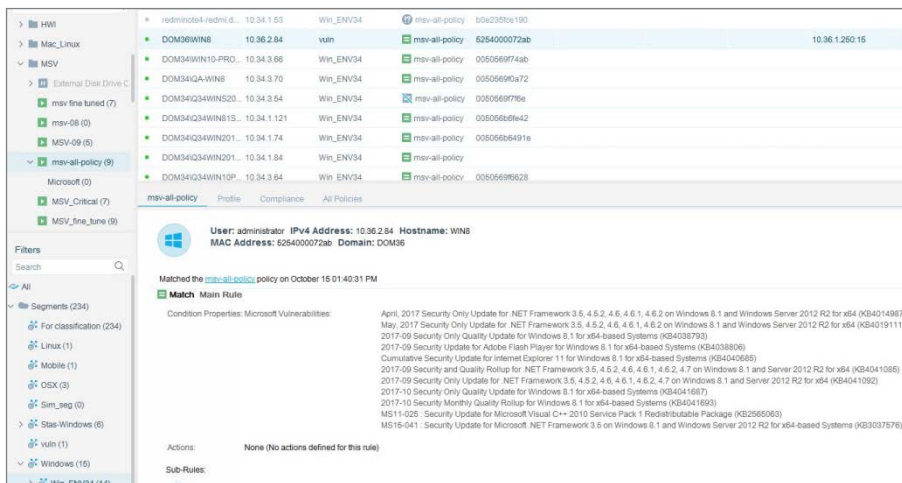 HWI
Mac_Linux
MSV
External Disk Drive C
msv fine tuned (7)
msv-08 (0)
MSV-09 (5)
msv-all-policy (9)
Microsoft (0)
MSV_Critical (7)
MSV_fine_tune (9)
Filters
Search
All
Segments (234)
For classification (234)
Linux (1)
Mobile (1)
OSX (3)
Sim_seg (0)
Stas-Windows (6)
vuln (1)
Windows (15)
Win_ENV34 (14)
redminote4-redmi.d... 10.34.1.53 Win_ENV34 msv-all-policy b0e236fce190
DOM36\WIN8 10.36.2.84 vuln msv-all-policy 5254000072ab 10.36.1.250:15
DOM34\WIN10-PRO... 10.34.3.66 Win_ENV34 msv-all-policy 0050569f74ab
DOM34\QA-WIN8 10.34.3.70 Win_ENV34 msv-all-policy 0050569f0a72
DOM34\Q34WINS20... 10.34.3.54 Win_ENV34 msv-all-policy 0050569f7f6e
DOM34\Q34WIN81S... 10.34.1.121 Win_ENV34 msv-all-policy 005056b6fe42
DOM34\Q34WIN201... 10.34.1.74 Win_ENV34 msv-all-policy 005056b6491e
DOM34\Q34WIN201... 10.34.1.84 Win_ENV34 msv-all-policy
DOM34\Q34WIN10P... 10.34.3.64 Win_ENV34 msv-all-policy 0050569f6628
msv-all-policy Profile Compliance All Policies
User: administrator IPv4 Address: 10.36.2.84 Hostname: WIN8
MAC Address: 5254000072ab Domain: DOM36
Matched the msv-all-policy policy on October 15 01:40:31 PM
Match Main Rule
Condition Properties: Microsoft Vulnerabilities:
April, 2017 Security Only Update for .NET Framework 3.5, 4.5.2, 4.6, 4.6.1, 4.6.2 on Windows 8.1 and Windows Server 2012 R2 for x64 (KB4014987
May, 2017 Security Only Update for .NET Framework 3.5, 4.5.2, 4.6, 4.6.1, 4.6.2 on Windows 8.1 and Windows Server 2012 R2 for x64 (KB4019111
2017-09 Security Only Quality Update for Windows 8.1 for x64-based Systems (KB4038793)
2017-09 Security Update for Adobe Flash Player for Windows 8.1 for x64-based Systems (KB4038806)
Cumulative Security Update for Internet Explorer 11 for Windows 8.1 for x64-based systems (KB4040685)
2017-09 Security and Quality Rollup for .NET Framework 3.5, 4.5.2, 4.6, 4.6.1, 4.6.2, 4.7 on Windows 8.1 and Server 2012 R2 for x64 (KB4041085)
2017-09 Security Only Update for .NET Framework 3.5, 4.5.2, 4.6, 4.6.1, 4.6.2, 4.7 on Windows 8.1 and Server 2012 R2 for x64 (KB4041092)
2017-10 Security Only Quality Update for Windows 8.1 for x64-based Systems (KB4041687)
2017-10 Security Monthly Quality Rollup for Windows 8.1 for x64-based Systems (KB4041693)
MS11-025 : Security Update for Microsoft Visual C++ 2010 Service Pack 1 Redistributable Package (KB2565063)
MS16-041 : Security Update for Microsoft .NET Framework 3.5 on Windows 8.1 and Windows Server 2012 R2 for x64-based Systems (KB3037576)
Actions: None (No actions defined for this rule)
Sub-Rules: